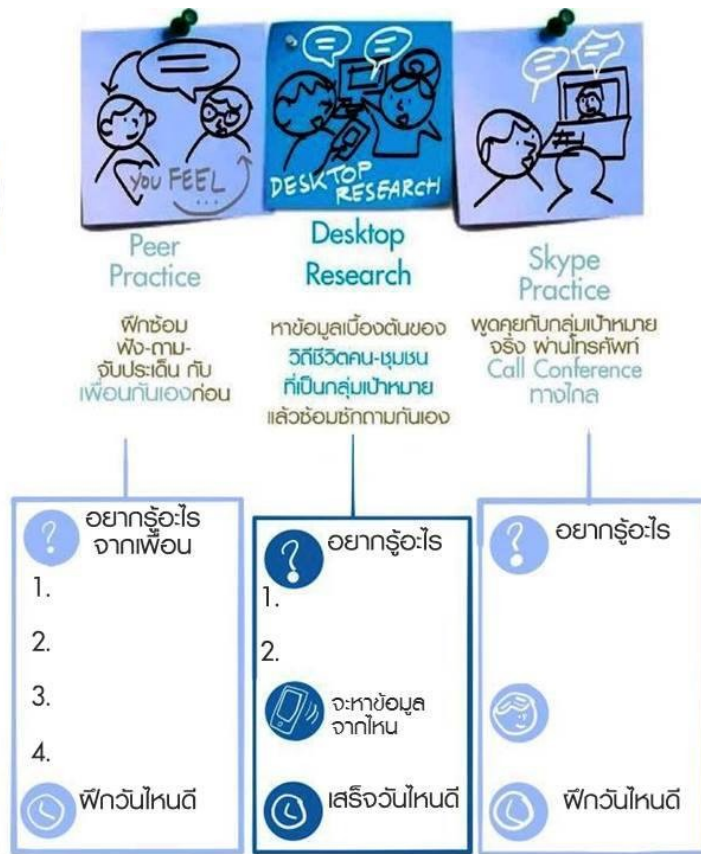 YOU FEEL
...
Peer
Practice
ฝึกซ้อม
ฟัง-ถาม-
จับประเด็น กับ
เพื่อนกันเองก่อน
DESKTOP
RESEARCH
Desktop
Research
หาข้อมูลเบื้องต้นของ
วิถีชีวิตคน-ชุมชน
ที่เป็นกลุ่มเป้าหมาย
แล้วซ้อมซักถามกันเอง
Skype
Practice
พูดคุยกับกลุ่มเป้าหมาย
จริง ผ่านโทรศัพท์
Call Conference
ทางไกล
?
อยากรู้อะไร
จากเพื่อน
1.
2.
3.
4.
ฝึกวันไหนดี
?
อยากรู้อะไร
1.
2.
จะหาข้อมูล
จากไหน
เสร็จวันไหนดี
?
อยากรู้อะไร
ฝึกวันไหนดี